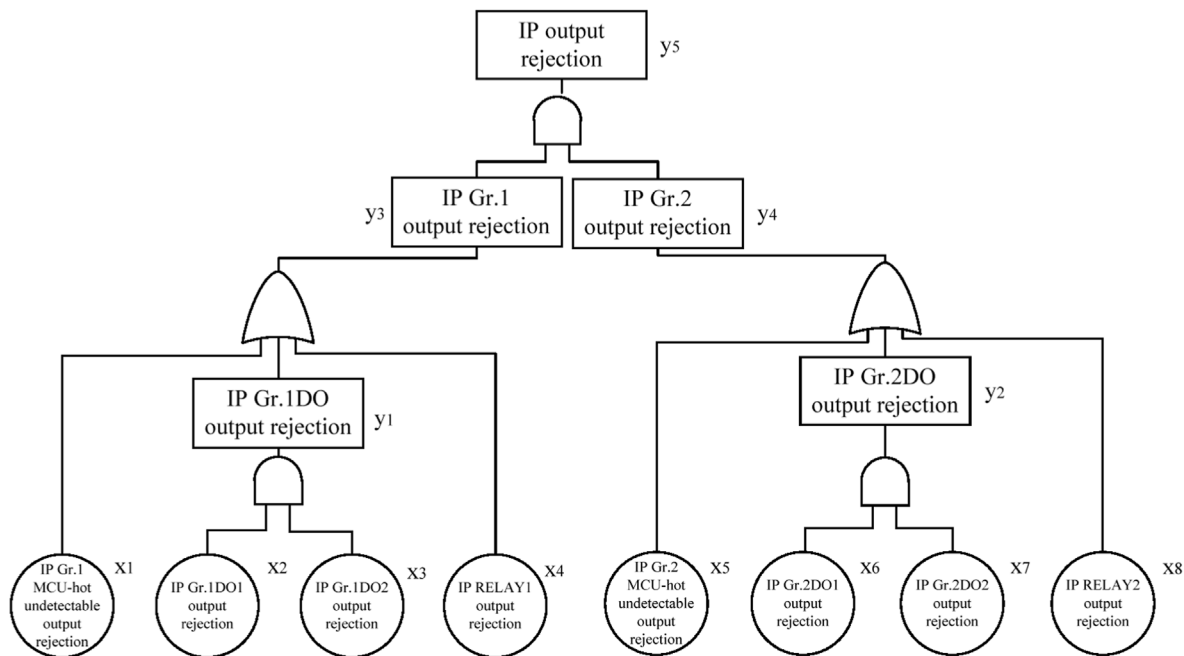 IP output
rejection
y5
IP Gr.1
output rejection
y3
IP Gr.2
output rejection
y4
IP Gr.1DO
output rejection
y1
IP Gr.2DO
output rejection
y2
IP Gr.1
MCU-hot
undetectable
output
rejection
x1
IP Gr.1DO1
output
rejection
x2
IP Gr.1DO2
output
rejection
x3
IP RELAY1
output
rejection
x4
IP Gr.2
MCU-hot
undetectable
output
rejection
x5
IP Gr.2DO1
output
rejection
x6
IP Gr.2DO2
output
rejection
x7
IP RELAY2
output
rejection
x8